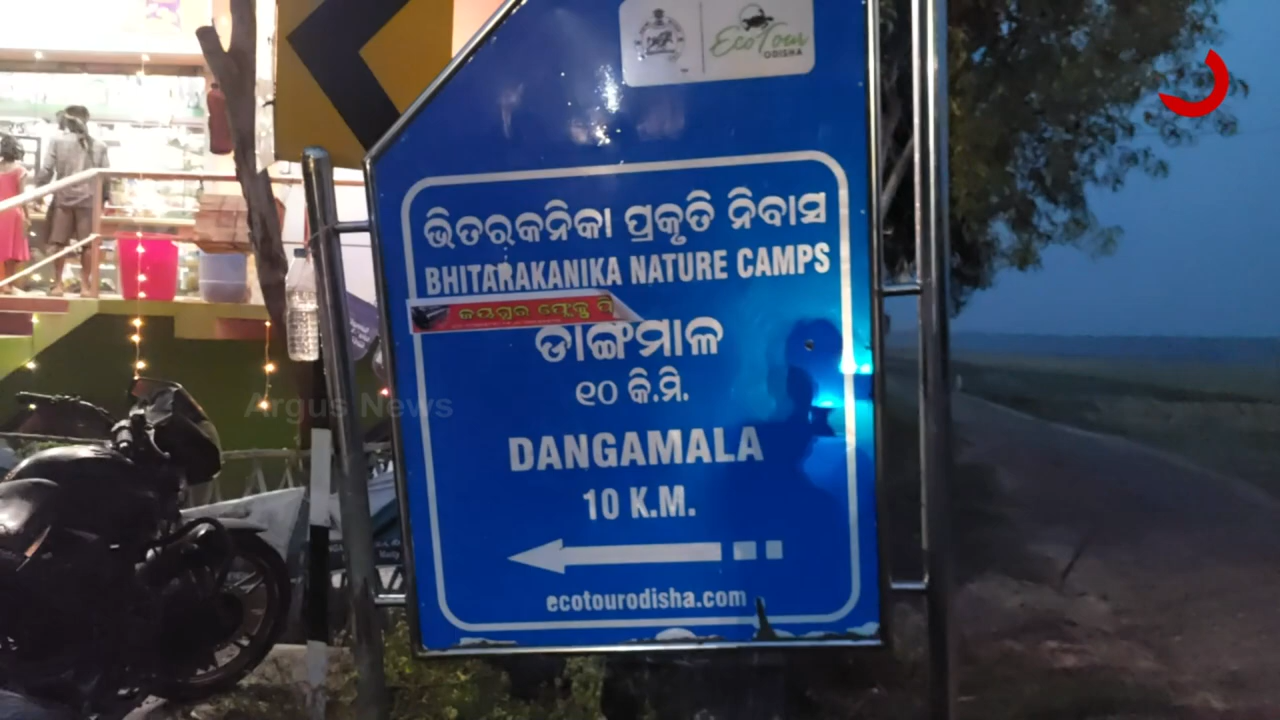 EcoTour
ODISHA
ଭିତରକନିକା ପ୍ରକୃତି ନିବାସ
BHITARAKANIKA NATURE CAMPS
ଡାଙ୍ଗମାଳ
୧୦ କି.ମି.
Argus News
DANGAMALA
10 K.M.
ecotourodisha.com